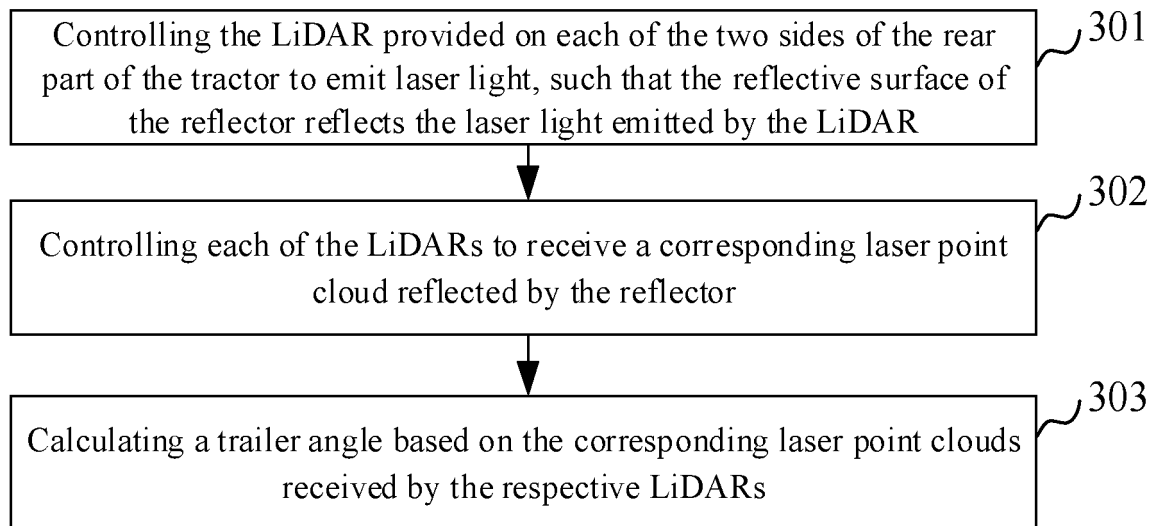 Controlling the LiDAR provided on each of the two sides of the rear
part of the tractor to emit laser light, such that the reflective surface of
the reflector reflects the laser light emitted by the LiDAR
301
Controlling each of the LiDARs to receive a corresponding laser point
cloud reflected by the reflector
302
Calculating a trailer angle based on the corresponding laser point clouds
received by the respective LiDARs
303